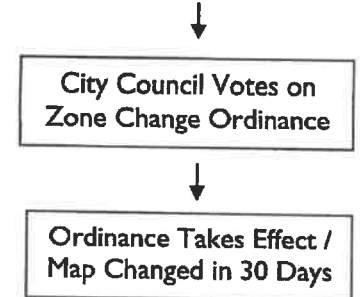 City Council Votes on
Zone Change Ordinance
Ordinance Takes Effect /
Map Changed in 30 Days